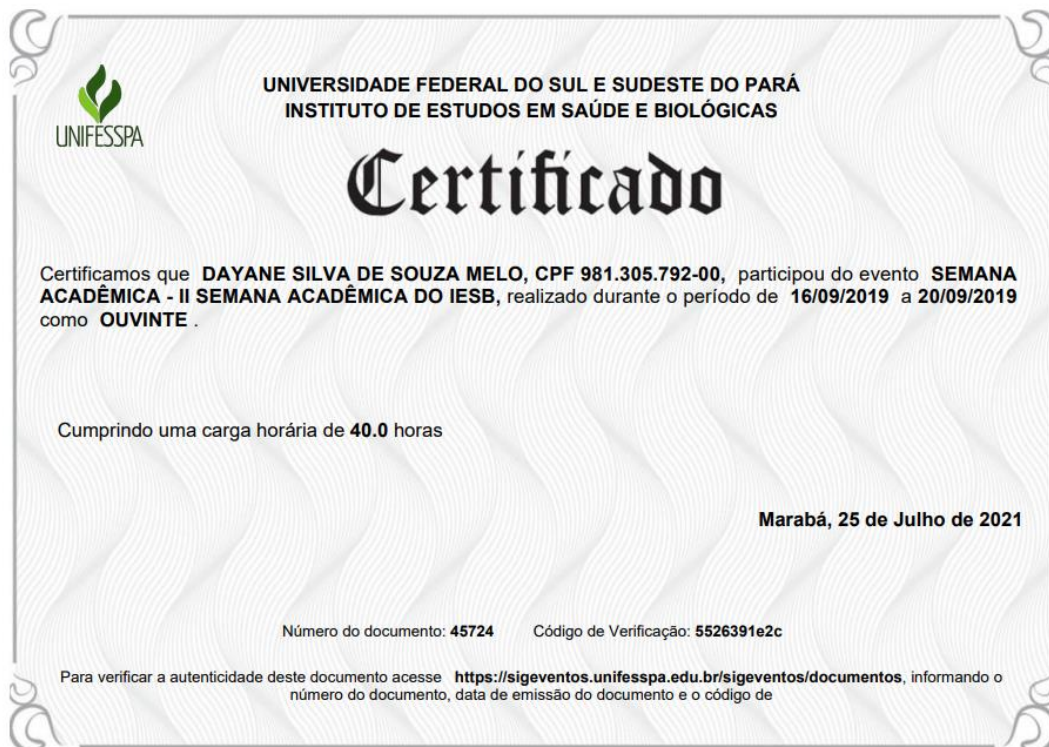 UNIFESSPA
UNIVERSIDADE FEDERAL DO SUL E SUDESTE DO PARÁ
INSTITUTO DE ESTUDOS EM SAÚDE E BIOLÓGICAS
Certificado
Certificamos que DAYANE SILVA DE SOUZA MELO, CPF 981.305.792-00, participou do evento SEMANA
ACADÊMICA - II SEMANA ACADÊMICA DO IESB, realizado durante o período de 16/09/2019 a 20/09/2019
como OUVINTE .
Cumprindo uma carga horária de 40.0 horas
Marabá, 25 de Julho de 2021
Número do documento: 45724 Código de Verificação: 5526391e2c
Para verificar a autenticidade deste documento acesse https://sigeventos.unifesspa.edu.br/sigeventos/documentos, informando o
número do documento, data de emissão do documento e o código de